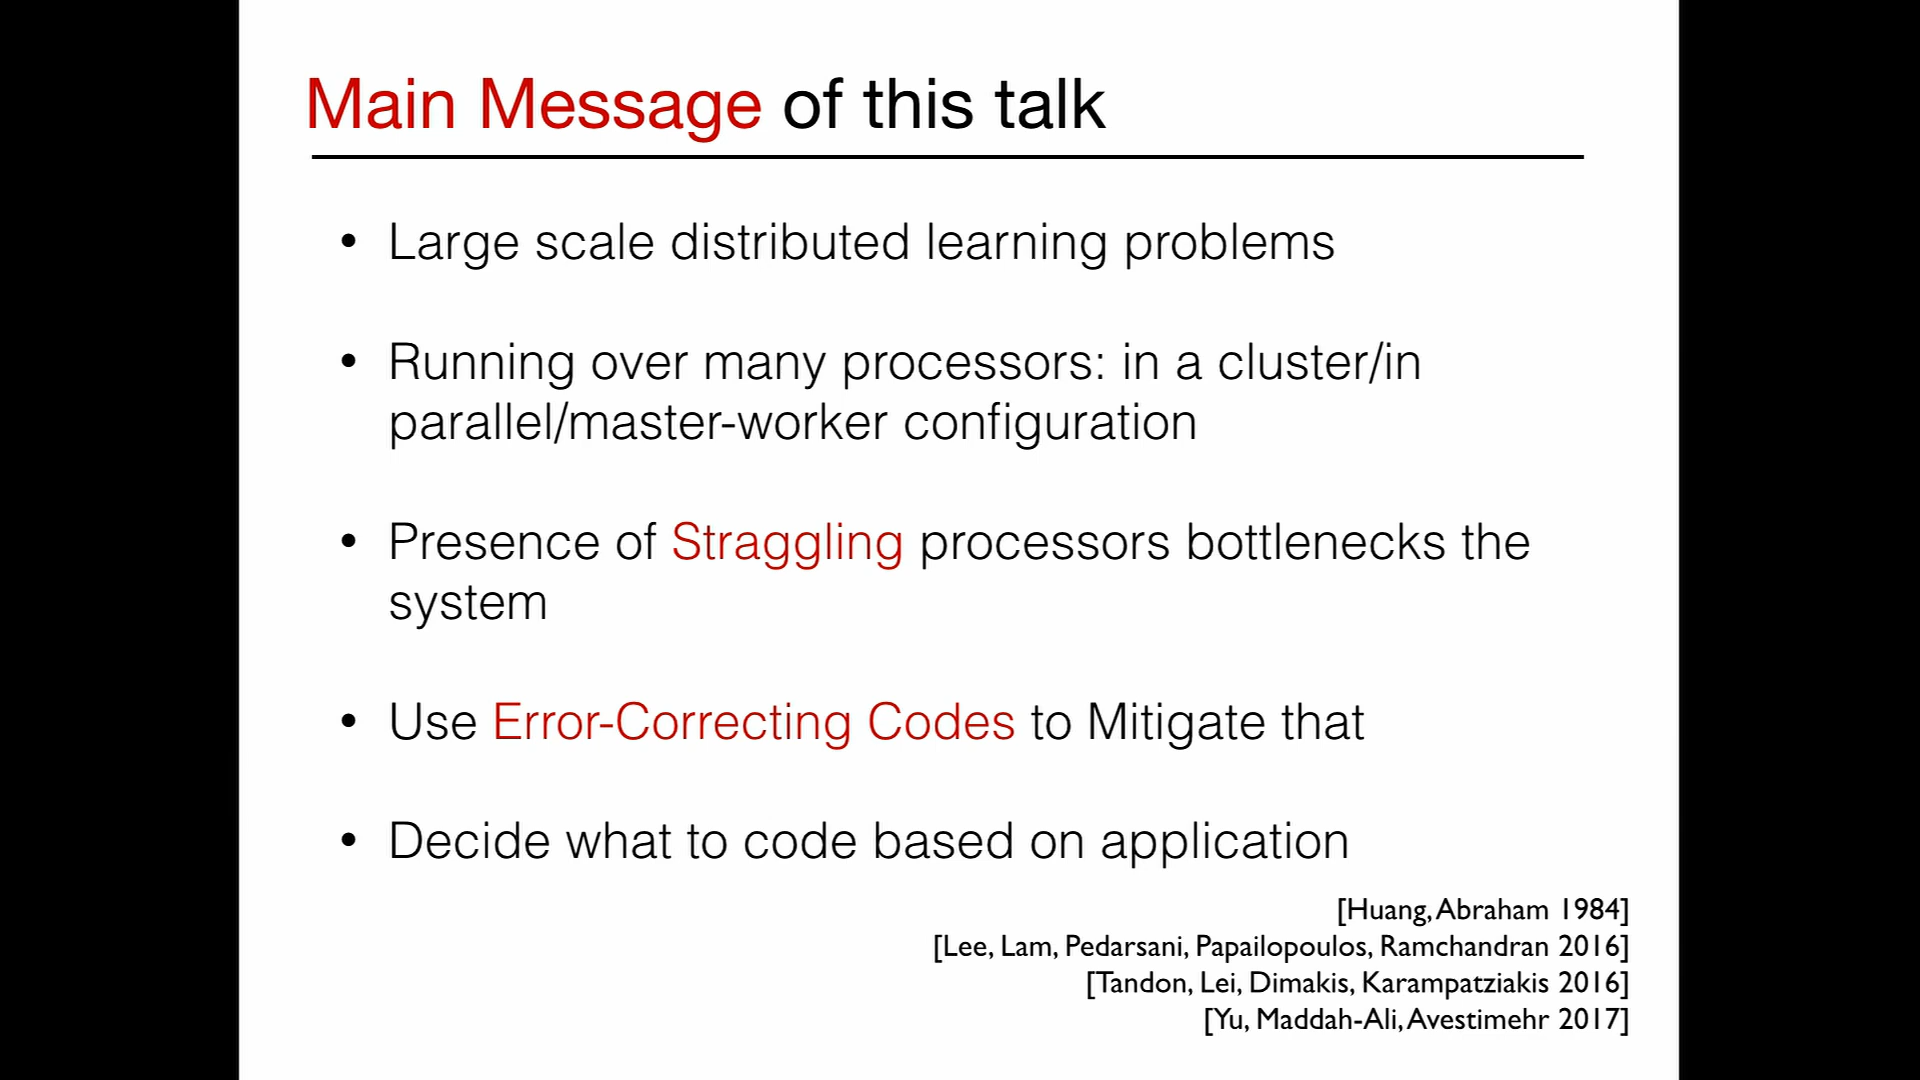 Main Message of this talk
• Large scale distributed learning problems
• Running over many processors: in a cluster/in
parallel/master-worker configuration
• Presence of Straggling processors bottlenecks the
system
• Use Error-Correcting Codes to Mitigate that
• Decide what to code based on application
[Huang, Abraham 1984]
[Lee, Lam, Pedarsani, Papailopoulos, Ramchandran 2016]
[Tandon, Lei, Dimakis, Karampatziakis 2016]
[Yu, Maddah-Ali, Avestimehr 2017]